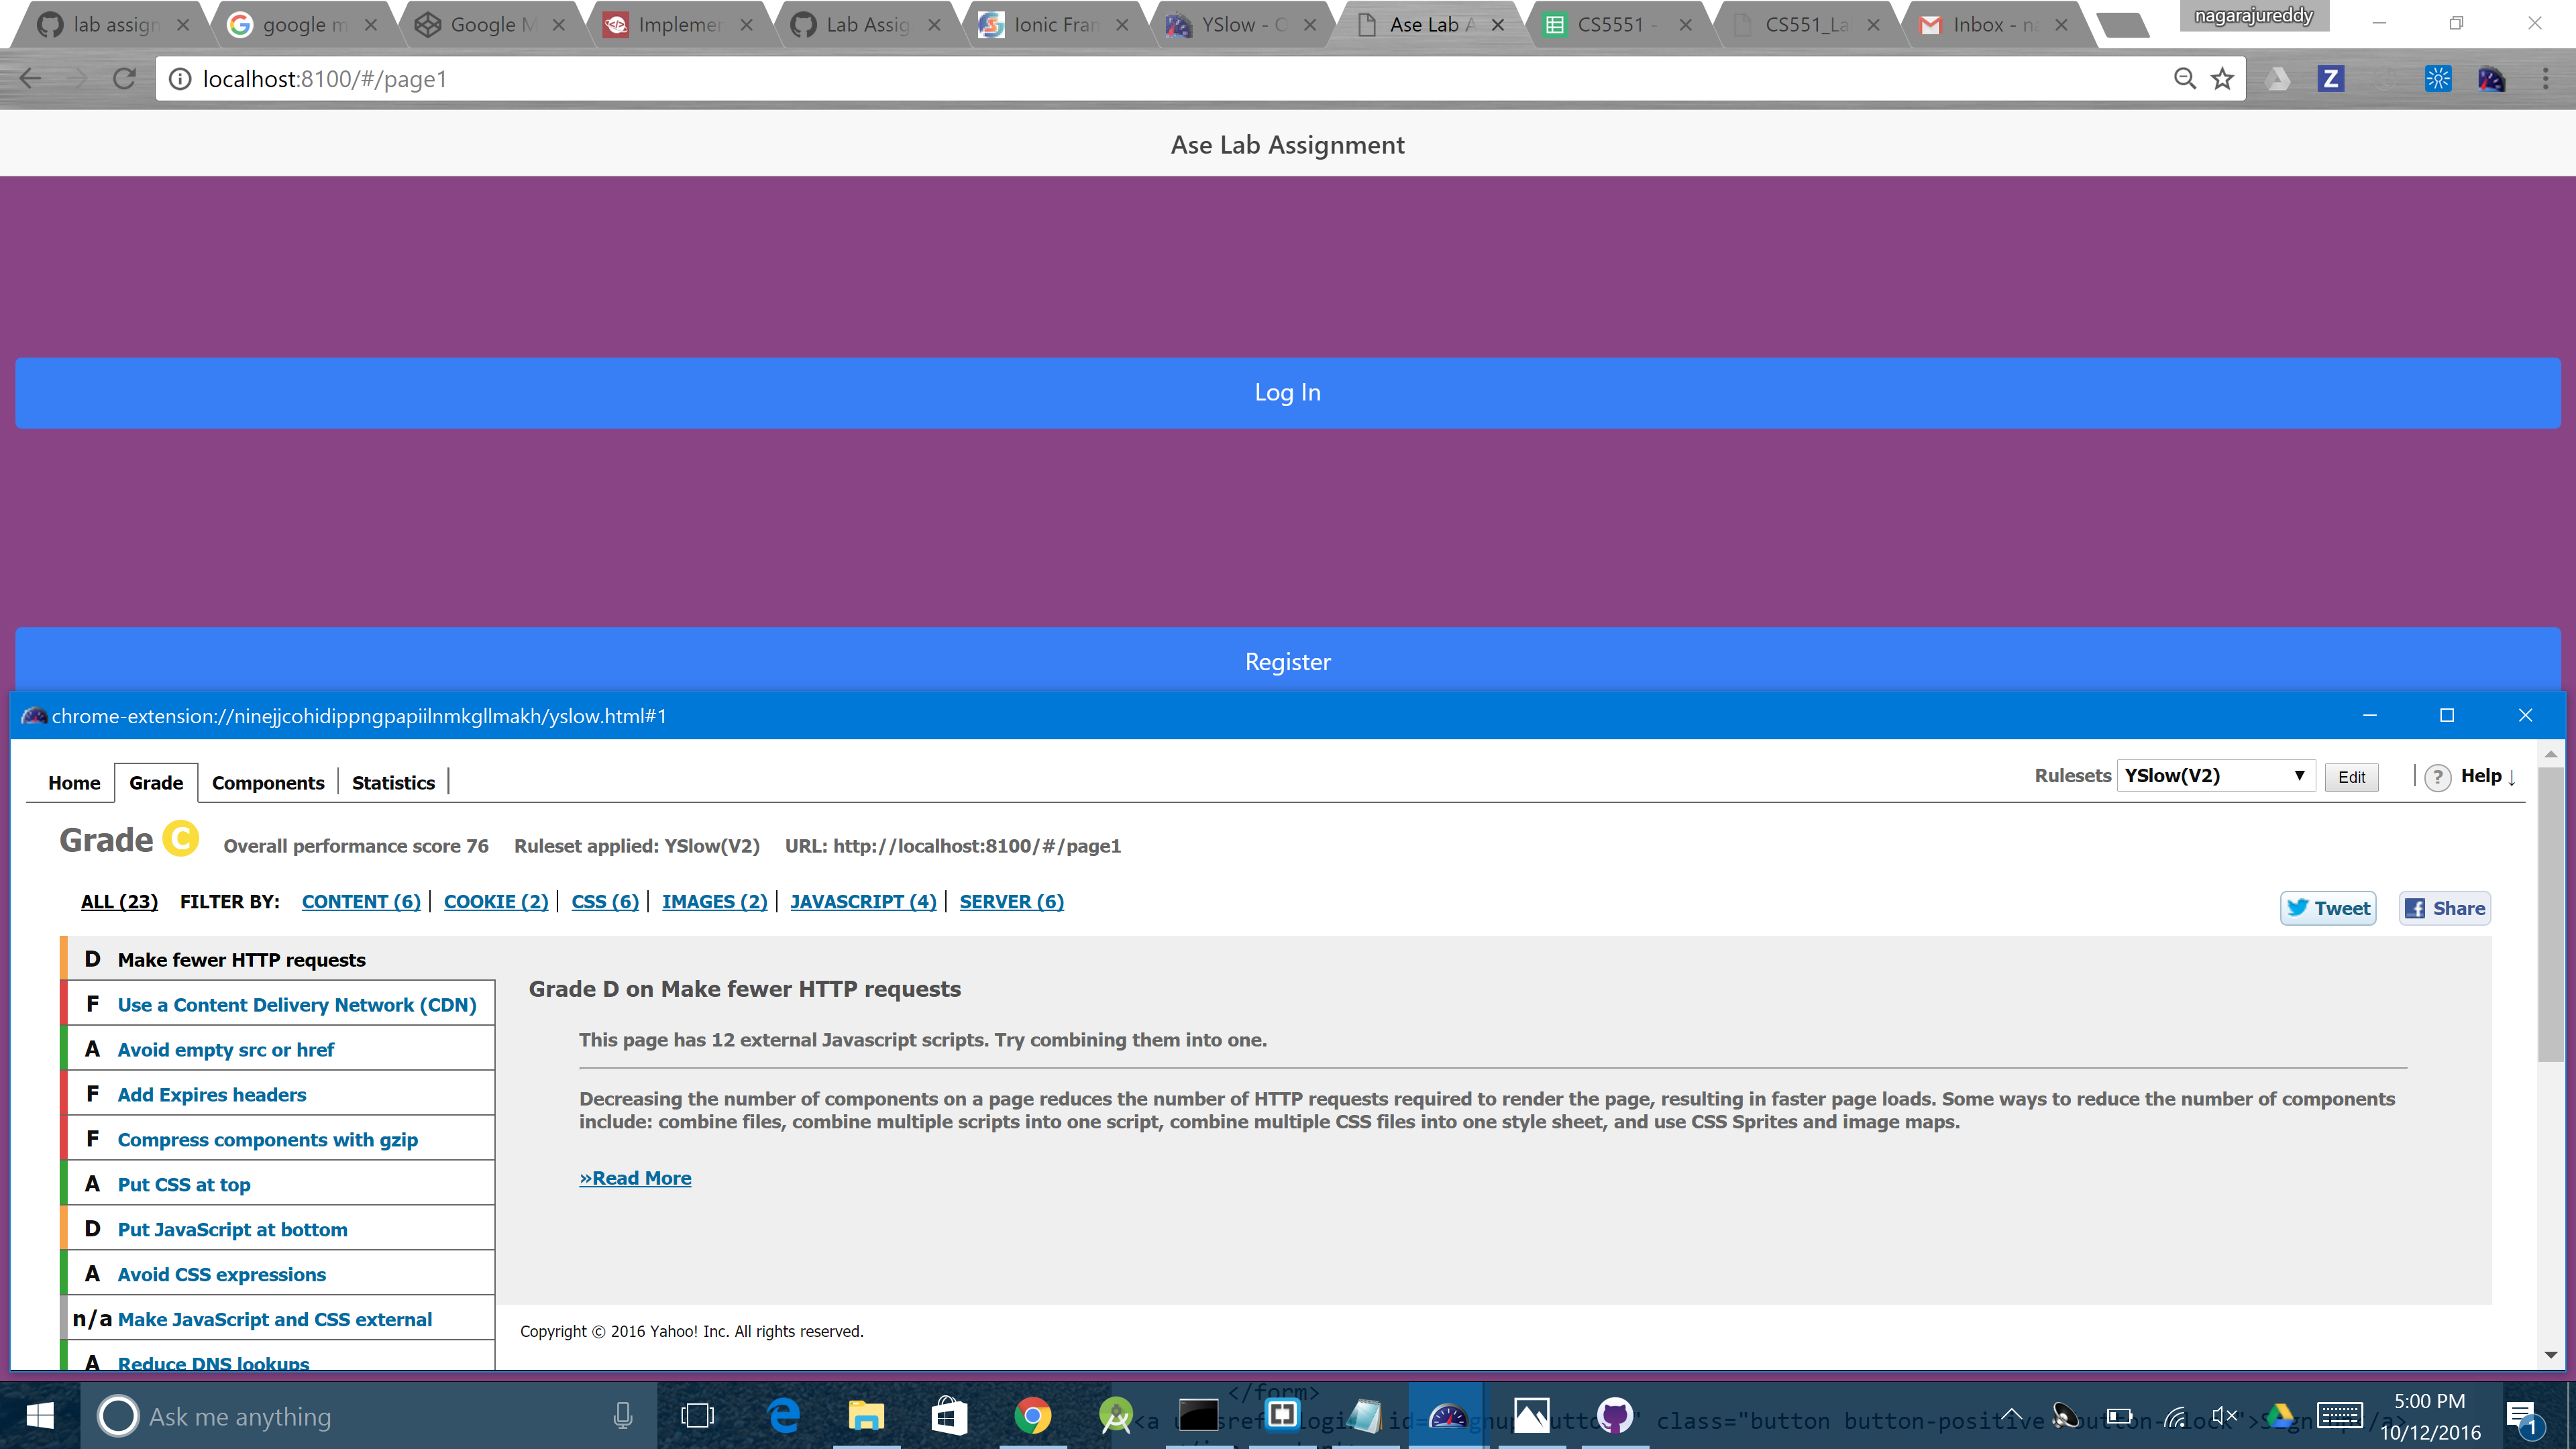 lab assign
google m
Google M
Implemen
Lab Assig
Ionic Fran
YSlow - O
Ase Lab A
CS5551 -
CS551_La
Inbox - na
nagarajureddy
localhost:8100/#/page1
Ase Lab Assignment
Log In
Register
chrome-extension://ninejjcohidippngpapiilnmkgllmakh/yslow.html#1
Home Grade Components Statistics
Rulesets YSlow(V2) Edit ? Help ↓
Grade C Overall performance score 76 Ruleset applied: YSlow(V2) URL: http://localhost:8100/#/page1
ALL (23) FILTER BY: CONTENT (6) COOKIE (2) CSS (6) IMAGES (2) JAVASCRIPT (4) SERVER (6)
Tweet Share
D Make fewer HTTP requests
F Use a Content Delivery Network (CDN)
A Avoid empty src or href
F Add Expires headers
F Compress components with gzip
A Put CSS at top
D Put JavaScript at bottom
A Avoid CSS expressions
n/a Make JavaScript and CSS external
A Reduce DNS lookups
Grade D on Make fewer HTTP requests
This page has 12 external Javascript scripts. Try combining them into one.
Decreasing the number of components on a page reduces the number of HTTP requests required to render the page, resulting in faster page loads. Some ways to reduce the number of components
include: combine files, combine multiple scripts into one script, combine multiple CSS files into one style sheet, and use CSS Sprites and image maps.
»Read More
Copyright © 2016 Yahoo! Inc. All rights reserved.
Ask me anything
</form>
class="button button-positive
5:00 PM
10/12/2016
1